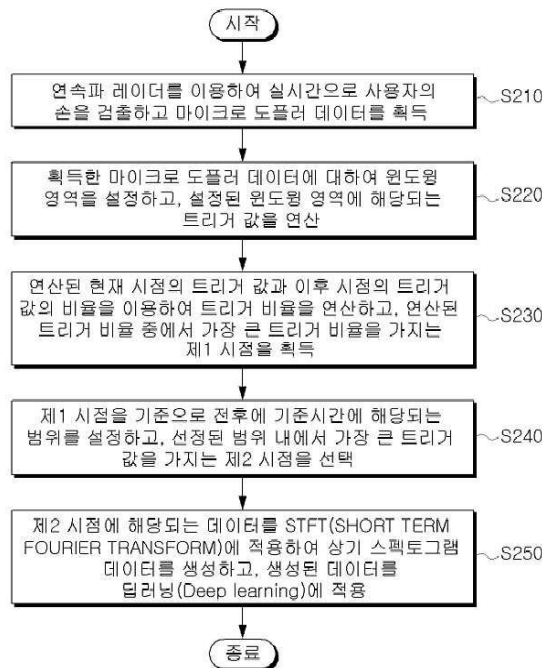 시작
연속파 레이더를 이용하여 실시간으로 사용자의
손을 검출하고 마이크로 도플러 데이터를 획득
S210
획득한 마이크로 도플러 데이터에 대하여 윈도윙
영역을 설정하고, 설정된 윈도윙 영역에 해당되는
트리거 값을 연산
S220
연산된 현재 시점의 트리거 값과 이후 시점의 트리거
값의 비율을 이용하여 트리거 비율을 연산하고, 연산된
트리거 비율 중에서 가장 큰 트리거 비율을 가지는
제1 시점을 획득
S230
제1 시점을 기준으로 전후에 기준시간에 해당되는
범위를 설정하고, 선정된 범위 내에서 가장 큰 트리거
값을 가지는 제2 시점을 선택
S240
제2 시점에 해당되는 데이터를 STFT(SHORT TERM
FOURIER TRANSFORM)에 적용하여 상기 스펙토그램
데이터를 생성하고, 생성된 데이터를
딥러닝(Deep learning)에 적용
S250
종료